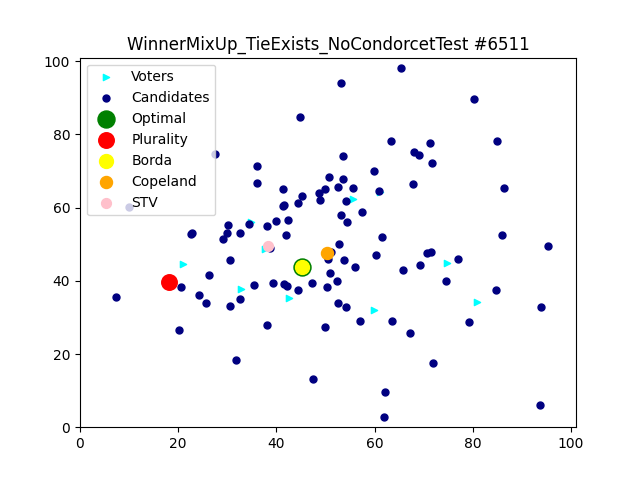 WinnerMixUp_TieExists_NoCondorcetTest #6511
100
80
60
40
20
0
Voters
Candidates
Optimal
Plurality
Borda
Copeland
STV
0 20 40 60 80 100